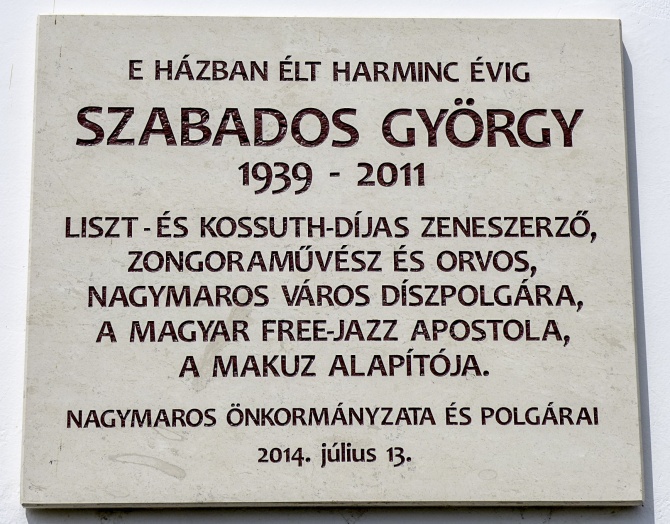 E HÁZBAN ÉLT HARMINC ÉVIG
SZABADOS GYÖRGY
1939 - 2011
LISZT - ÉS KOSSUTH-DÍJAS ZENESZERZŐ,
ZONGORAMŰVÉSZ ÉS ORVOS,
NAGYMAROS VÁROS DÍSZPOLGÁRA,
A MAGYAR FREE-JAZZ APOSTOLA,
A MAKUZ ALAPÍTÓJA.
NAGYMAROS ÖNKORMÁNYZATA ÉS POLGÁRAI
2014. július 13.